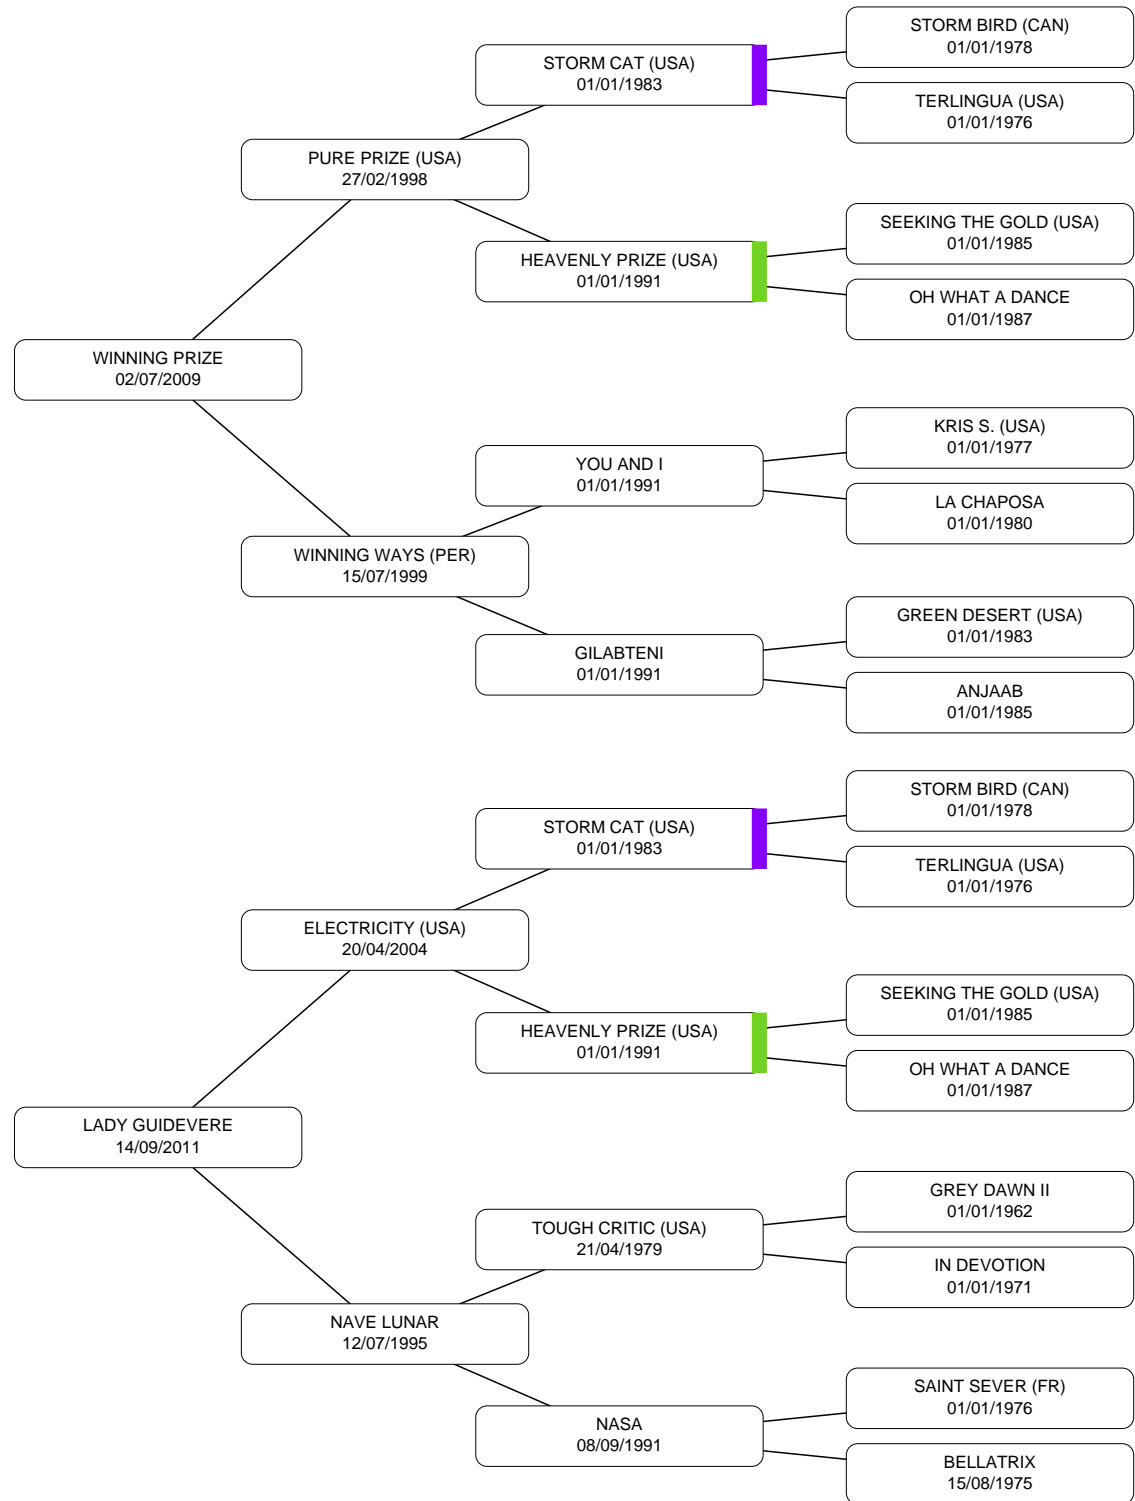 STORM BIRD (CAN)
01/01/1978
STORM CAT (USA)
01/01/1983
TERLINGUA (USA)
01/01/1976
PURE PRIZE (USA)
27/02/1998
SEEKING THE GOLD (USA)
01/01/1985
HEAVENLY PRIZE (USA)
01/01/1991
OH WHAT A DANCE
01/01/1987
WINNING PRIZE
02/07/2009
KRIS S. (USA)
01/01/1977
YOU AND I
01/01/1991
LA CHAPOSA
01/01/1980
WINNING WAYS (PER)
15/07/1999
GREEN DESERT (USA)
01/01/1983
GILABTENI
01/01/1991
ANJAAB
01/01/1985
STORM BIRD (CAN)
01/01/1978
STORM CAT (USA)
01/01/1983
TERLINGUA (USA)
01/01/1976
ELECTRICITY (USA)
20/04/2004
SEEKING THE GOLD (USA)
01/01/1985
HEAVENLY PRIZE (USA)
01/01/1991
OH WHAT A DANCE
01/01/1987
LADY GUIDEVERE
14/09/2011
GREY DAWN II
01/01/1962
TOUGH CRITIC (USA)
21/04/1979
IN DEVOTION
01/01/1971
NAVE LUNAR
12/07/1995
SAINT SEVER (FR)
01/01/1976
NASA
08/09/1991
BELLATRIX
15/08/1975